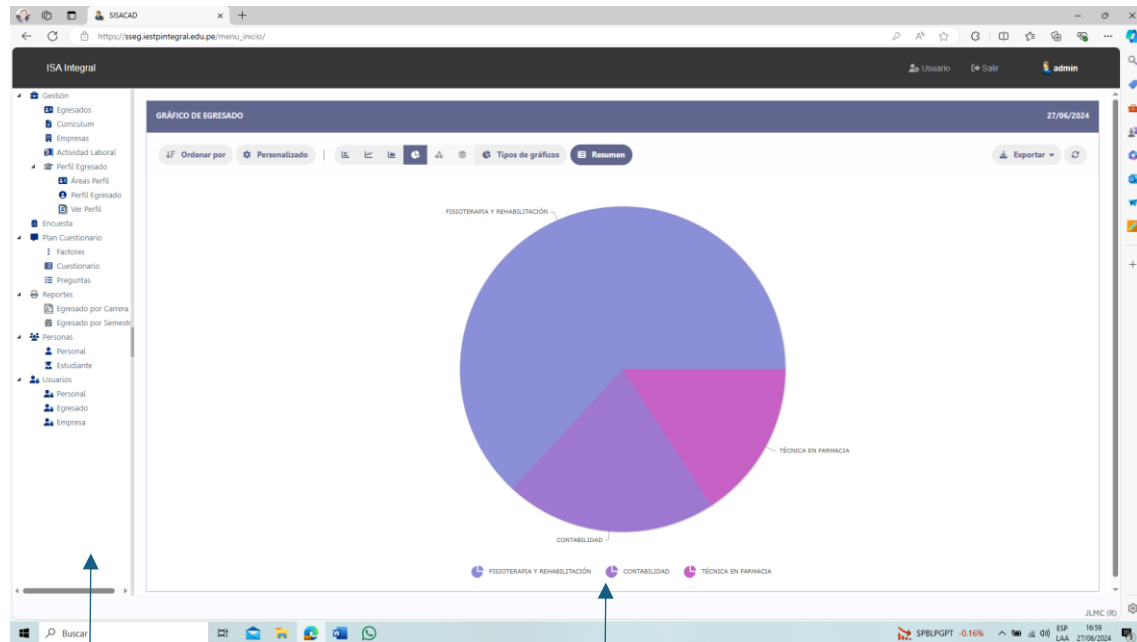 SISACAD
https://sseg.iestpintegral.edu.pe/menu_inicio/
ISA Integral
Usuario
Salir
admin
Gestión
Egresados
Curriculum
Empresas
Actividad Laboral
Perfil Egresado
Áreas Perfil
Perfil Egresado
Ver Perfil
Encuesta
Plan Cuestionario
Factores
Cuestionario
Preguntas
Reportes
Egresado por Carrera
Egresado por Semestr
Personas
Personal
Estudiante
Usuarios
Personal
Egresado
Empresa
GRÁFICO DE EGRESADO
27/06/2024
Ordenar por
Personalizado
Tipos de gráficos
Resumen
Exportar
FISIOTERAPIA Y REHABILITACIÓN
TÉCNICA EN FARMACIA
CONTABILIDAD
FISIOTERAPIA Y REHABILITACIÓN
CONTABILIDAD
TÉCNICA EN FARMACIA
JLMC (R)
Buscar
SPBLPGPT -0.16%
ESP
LAA
16:59
27/06/2024